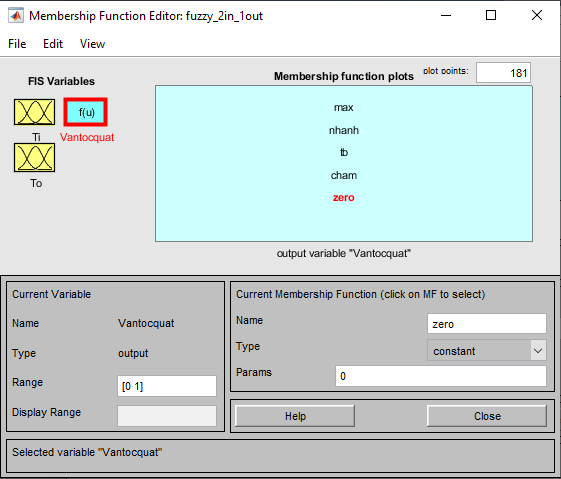 Membership Function Editor: fuzzy_2in_1out
File Edit View
FIS Variables
Membership function plots plot points: 181
f(u)
Ti Vantocquat
To
max
nhanh
tb
cham
zero
output variable "Vantocquat"
Current Variable
Name Vantocquat
Type output
Range [0 1]
Display Range
Current Membership Function (click on MF to select)
Name zero
Type constant
Params 0
Help Close
Selected variable "Vantocquat"